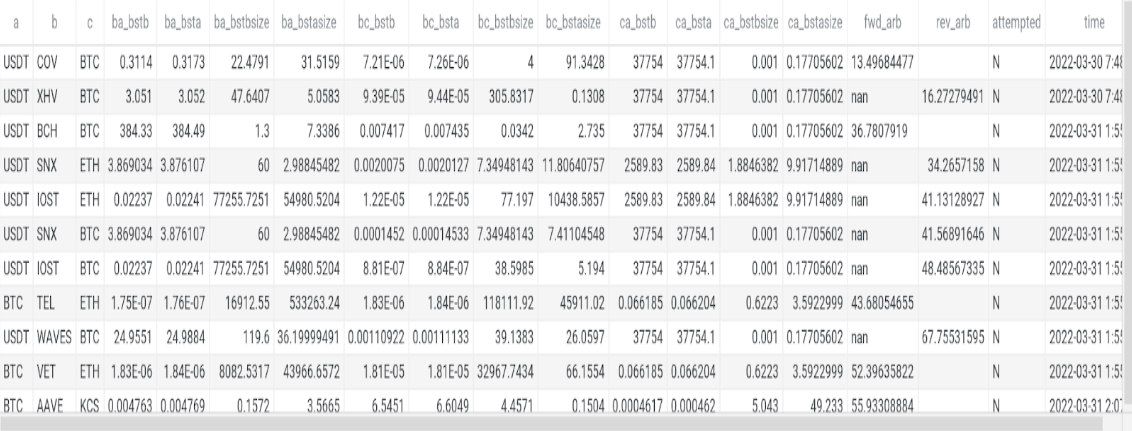 a b c ba_bstb ba_bsta ba_bstbsize ba_bstasize bc_bstb bc_bsta bc_bstbsize bc_bstasize ca_bstb ca_bsta ca_bstbsize ca_bstasize fwd_arb rev_arb attempted time
USDT COV BTC 0.3114 0.3173 22.4791 31.5159 7.21E-06 7.26E-06 4 91.3428 37754 37754.1 0.001 0.17705602 13.49684477 N 2022-03-30 7:48
USDT XHV BTC 3.051 3.052 47.6407 5.0583 9.39E-05 9.44E-05 305.8317 0.1308 37754 37754.1 0.001 0.17705602 nan 16.27279491 N 2022-03-30 7:48
USDT BCH BTC 384.33 384.49 1.3 7.3386 0.007417 0.007435 0.0342 2.735 37754 37754.1 0.001 0.17705602 36.7807919 N 2022-03-31 1:55
USDT SNX ETH 3.869034 3.876107 60 2.98845482 0.0020075 0.0020127 7.34948143 11.80640757 2589.83 2589.84 1.8846382 9.91714889 nan 34.2657158 N 2022-03-31 1:55
USDT IOST ETH 0.02237 0.02241 77255.7251 54980.5204 1.22E-05 1.22E-05 77.197 10438.5857 2589.83 2589.84 1.8846382 9.91714889 nan 41.13128927 N 2022-03-31 1:55
USDT SNX BTC 3.869034 3.876107 60 2.98845482 0.0001452 0.00014533 7.34948143 7.41104548 37754 37754.1 0.001 0.17705602 nan 41.56891646 N 2022-03-31 1:55
USDT IOST BTC 0.02237 0.02241 77255.7251 54980.5204 8.81E-07 8.84E-07 38.5985 5.194 37754 37754.1 0.001 0.17705602 nan 48.48567335 N 2022-03-31 1:55
BTC TEL ETH 1.75E-07 1.76E-07 16912.55 533263.24 1.83E-06 1.84E-06 118111.92 45911.02 0.066185 0.066204 0.6223 3.5922999 43.68054655 N 2022-03-31 1:55
USDT WAVES BTC 24.9551 24.9884 119.6 36.19999491 0.00110922 0.00111133 39.1383 26.0597 37754 37754.1 0.001 0.17705602 nan 67.75531595 N 2022-03-31 1:55
BTC VET ETH 1.83E-06 1.84E-06 8082.5317 43966.6572 1.81E-05 1.81E-05 32967.7434 66.1554 0.066185 0.066204 0.6223 3.5922999 52.39635822 N 2022-03-31 1:55
BTC AAVE KCS 0.004763 0.004769 0.1572 3.5665 6.5451 6.6049 4.4571 0.1504 0.0004617 0.000462 5.043 49.233 55.93308884 N 2022-03-31 2:07